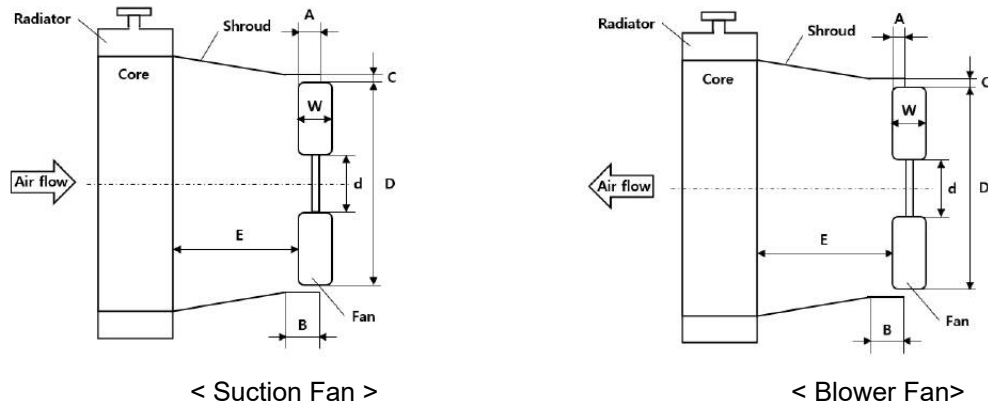 Radiator
Shroud
A
Core
C
W
Air flow
d
D
E
B
Fan
< Suction Fan >
Radiator
Shroud
A
Core
C
W
Air flow
d
D
E
B
Fan
< Blower Fan>